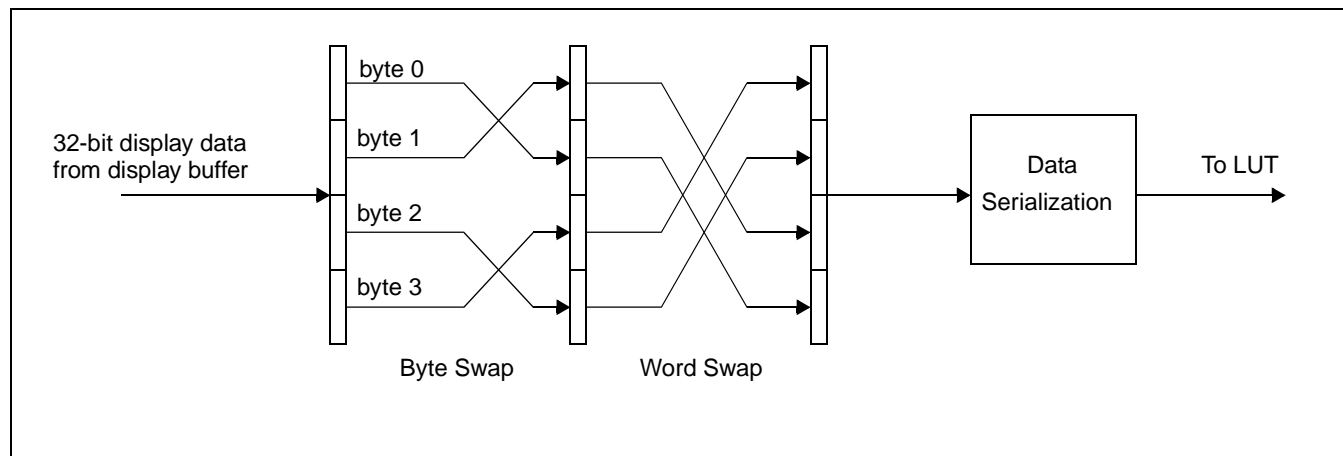 byte 0
32-bit display data
from display buffer
byte 1
byte 2
byte 3
Byte Swap
Word Swap
Data
Serialization
To LUT